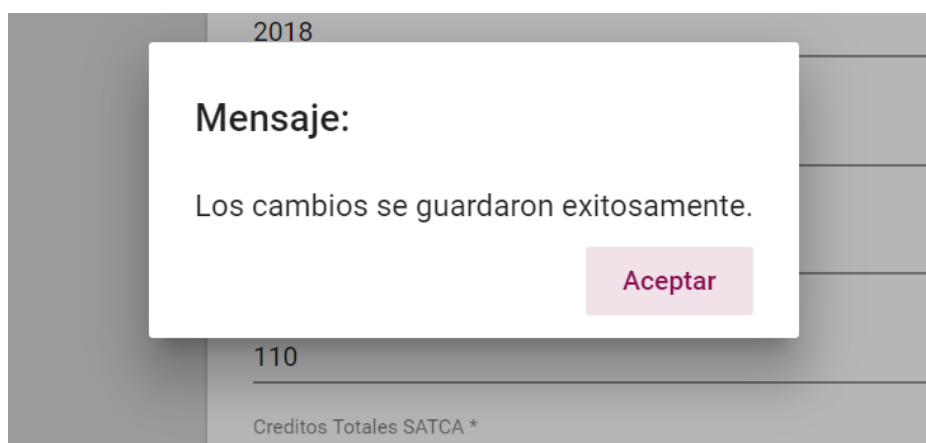 2018
Mensaje:
Los cambios se guardaron exitosamente.
Aceptar
110
Creditos Totales SATCA *